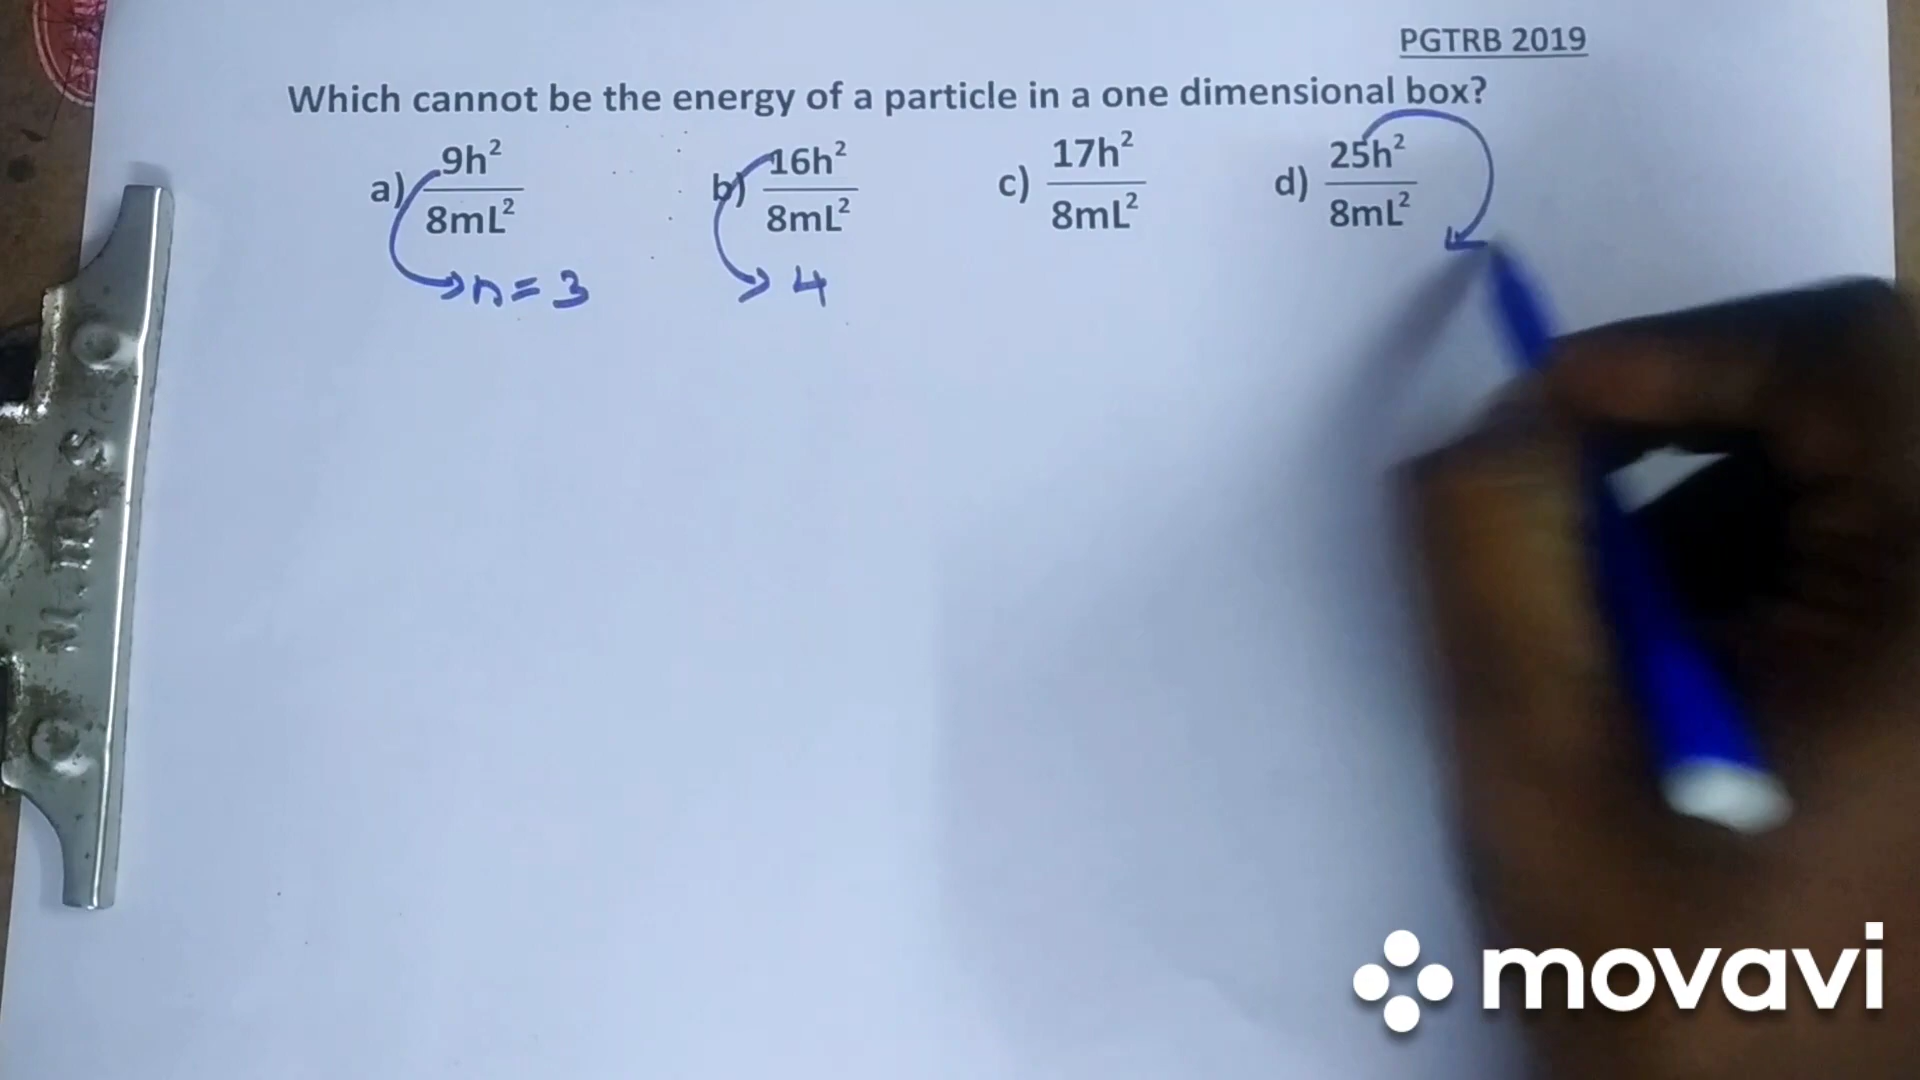 PGTRB 2019
Which cannot be the energy of a particle in a one dimensional box?
a) 9h²/8mL² b) 16h²/8mL² c) 17h²/8mL² d) 25h²/8mL²
n = 3 4
movavi